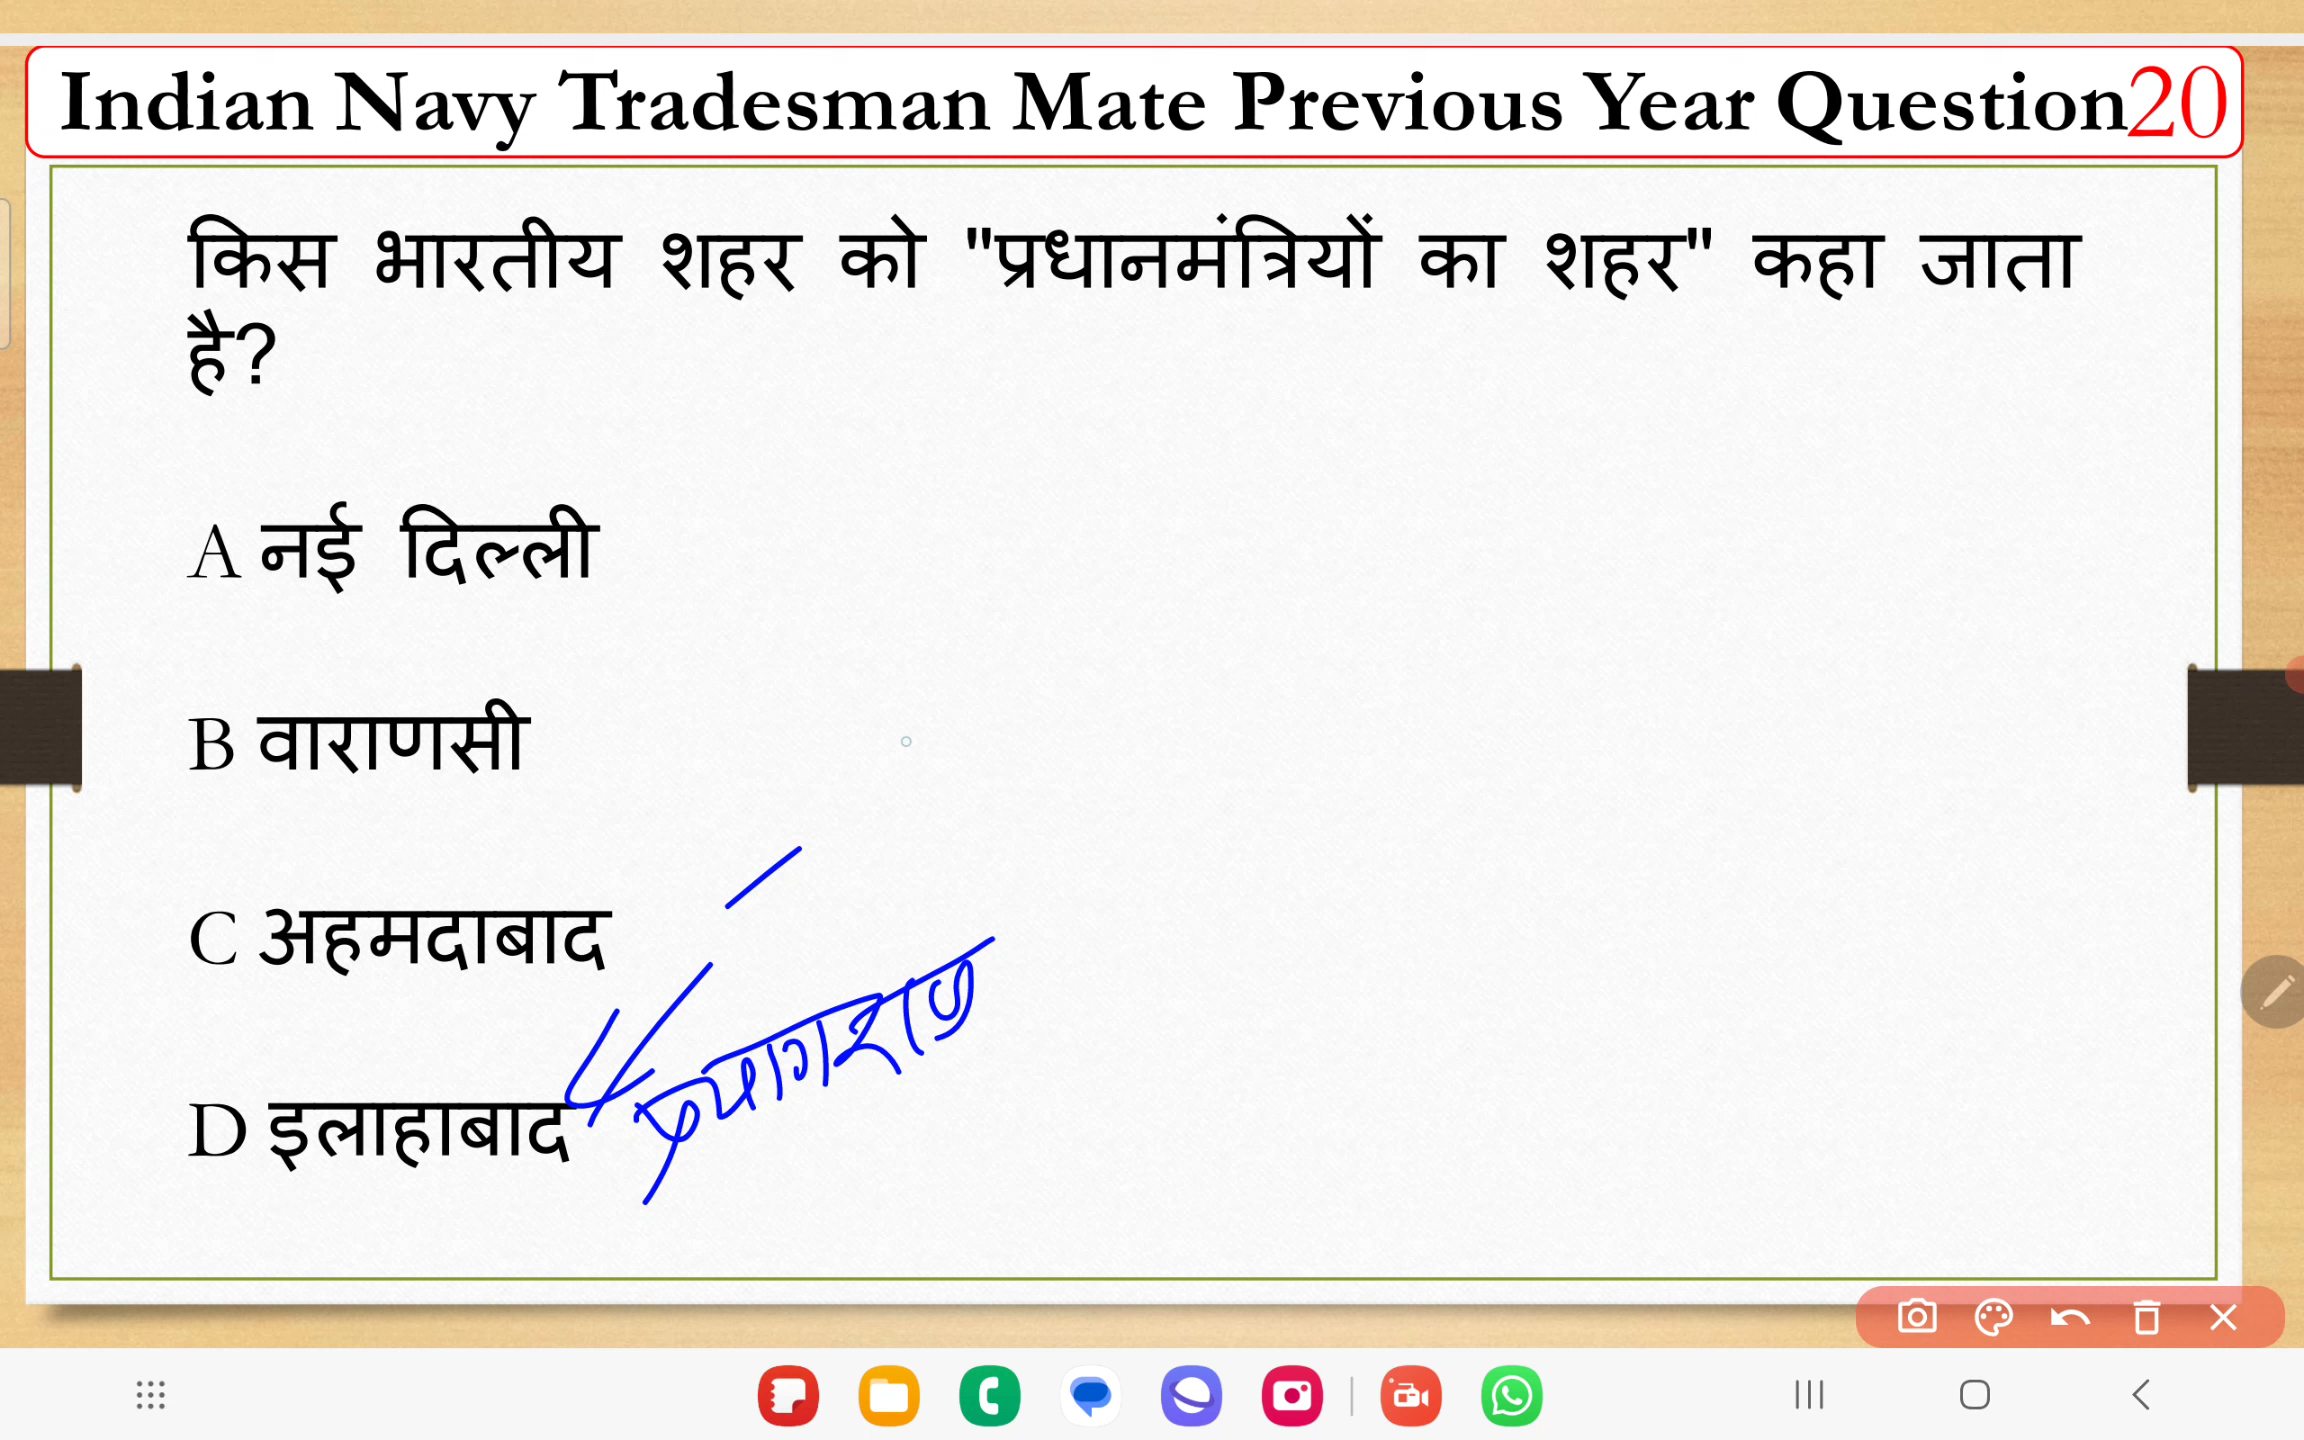 Indian Navy Tradesman Mate Previous Year Question20
किस भारतीय शहर को "प्रधानमंत्रियों का शहर" कहा जाता
है?
A नई दिल्ली
B वाराणसी
C अहमदाबाद
D इलाहाबाद
प्रयागराज